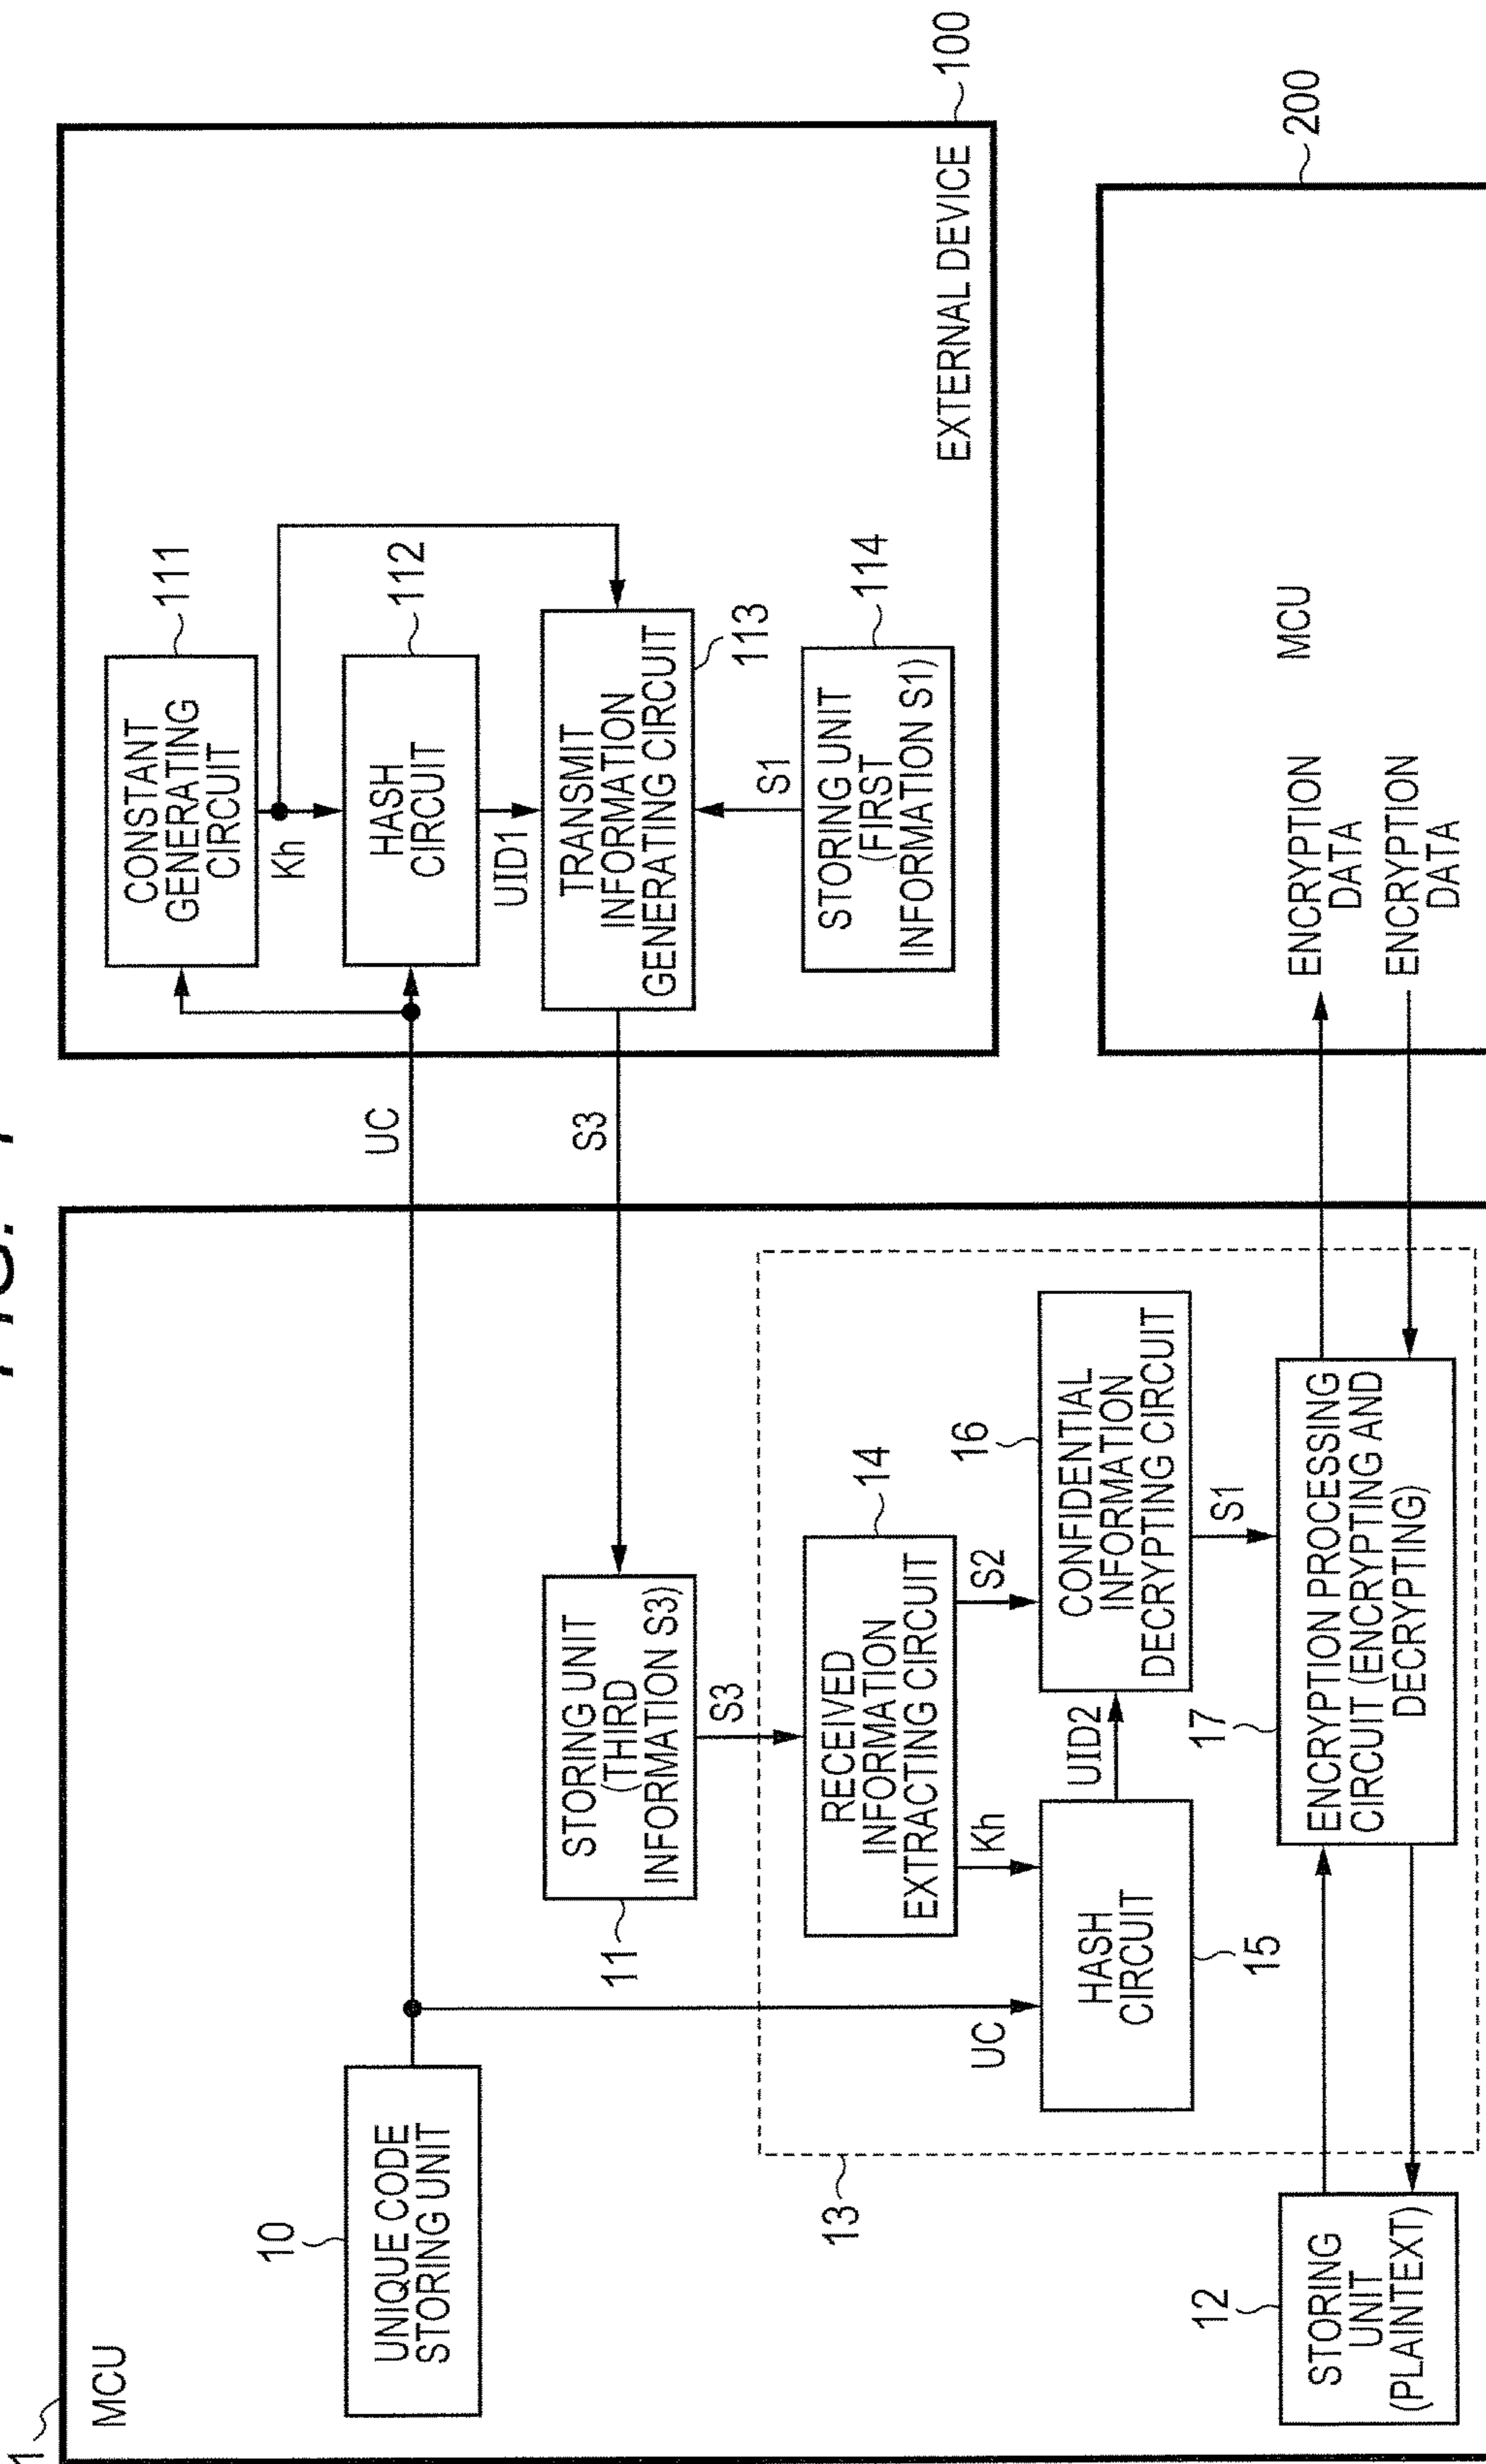 FIG.
1
MCU
10
UNIQUE CODE
STORING UNIT
UC
111
CONSTANT
GENERATING
CIRCUIT
Kh
112
HASH
CIRCUIT
UID1
11
STORING UNIT
(THIRD
INFORMATION S3)
S3
S3
TRANSMIT
INFORMATION
GENERATING CIRCUIT
113
S1
114
STORING UNIT
(FIRST
INFORMATION S1)
EXTERNAL DEVICE
100
13
14
RECEIVED
INFORMATION
EXTRACTING CIRCUIT
UC
Kh
S2
HASH
CIRCUIT
15
UID2
16
CONFIDENTIAL
INFORMATION
DECRYPTING CIRCUIT
S1
12
STORING
UNIT
(PLAINTEXT)
17
ENCRYPTION PROCESSING
CIRCUIT (ENCRYPTING AND
DECRYPTING)
200
MCU
ENCRYPTION
DATA
ENCRYPTION
DATA